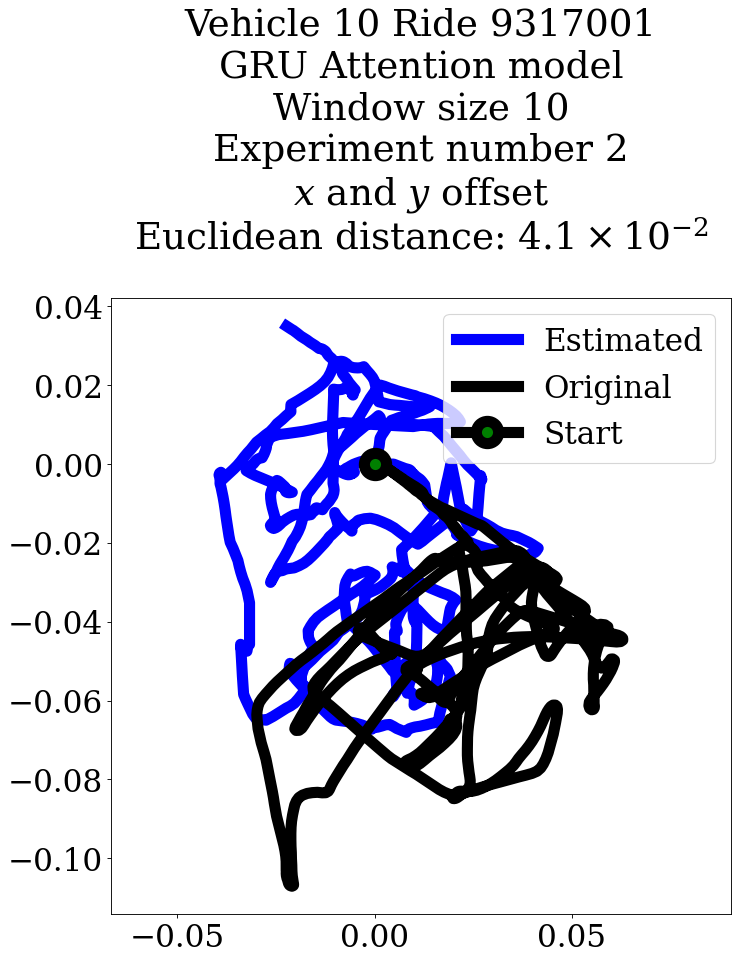 Vehicle 10 Ride 9317001
GRU Attention model
Window size 10
Experiment number 2
x and y offset
Euclidean distance: 4.1 × 10⁻²
0.04
0.02
0.00
−0.02
−0.04
−0.06
−0.08
−0.10
Estimated
Original
Start
−0.05
0.00
0.05